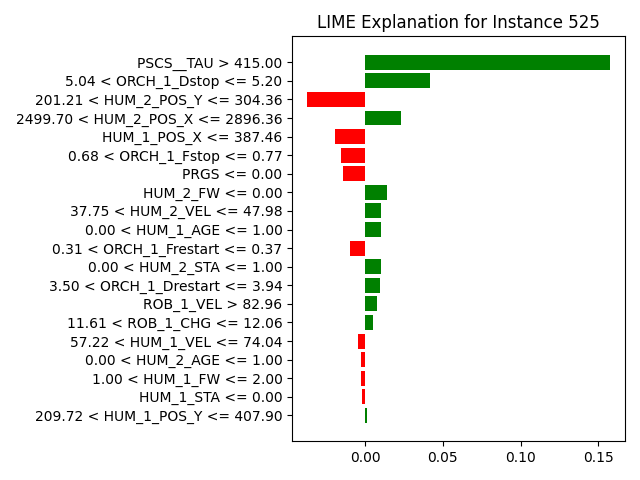 LIME Explanation for Instance 525
PSCS__TAU > 415.00
5.04 < ORCH_1_Dstop <= 5.20
201.21 < HUM_2_POS_Y <= 304.36
2499.70 < HUM_2_POS_X <= 2896.36
HUM_1_POS_X <= 387.46
0.68 < ORCH_1_Fstop <= 0.77
PRGS <= 0.00
HUM_2_FW <= 0.00
37.75 < HUM_2_VEL <= 47.98
0.00 < HUM_1_AGE <= 1.00
0.31 < ORCH_1_Frestart <= 0.37
0.00 < HUM_2_STA <= 1.00
3.50 < ORCH_1_Drestart <= 3.94
ROB_1_VEL > 82.96
11.61 < ROB_1_CHG <= 12.06
57.22 < HUM_1_VEL <= 74.04
0.00 < HUM_2_AGE <= 1.00
1.00 < HUM_1_FW <= 2.00
HUM_1_STA <= 0.00
209.72 < HUM_1_POS_Y <= 407.90
0.00 0.05 0.10 0.15